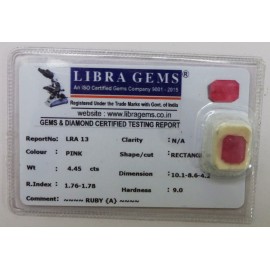 LIBRA GEMS®
An ISO Certified Gems Company 9001 - 2015
Registered Under the Trade Marks with Govt. of India
website : www.libragems.co.in
GEMS & DIAMOND CERTIFIED TESTING REPORT
ReportNo: LRA 13 Clarity : N/A
Colour : PINK Shape/cut : RECTANG
Wt : 4.45 cts Dimension : 10.1-8.6-4.2
R.Index : 1.76-1.78 Hardness : 9.0
Comment: ---- RUBY (A) ----